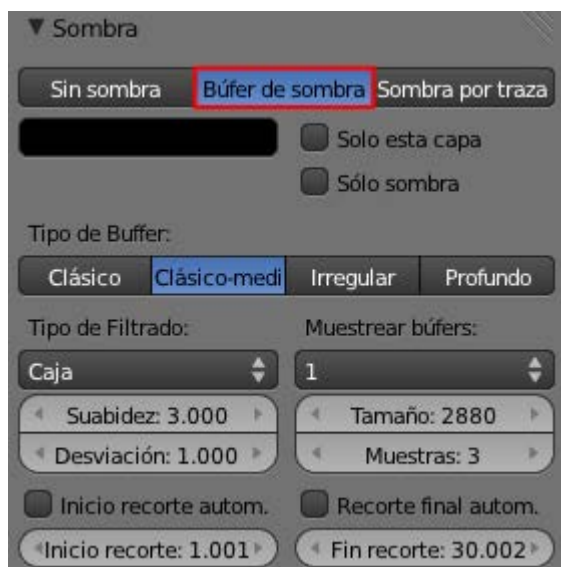 Sombra
Sin sombra Búfer de sombra Sombra por traza
Solo esta capa
Sólo sombra
Tipo de Buffer:
Clásico Clásico-medi Irregular Profundo
Tipo de Filtrado: Muestrear búfers:
Caja 1
Suabidez: 3.000 Tamaño: 2880
Desviación: 1.000 Muestras: 3
Inicio recorte autom. Recorte final autom.
Inicio recorte: 1.001 Fin recorte: 30.002